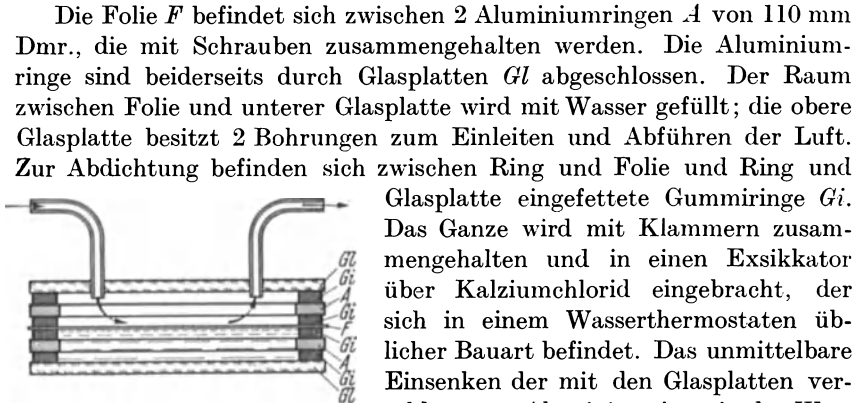 Die Folie F befindet sich zwischen 2 Aluminiumringen A von 110 mm
Dmr., die mit Schrauben zusammengehalten werden. Die Aluminium-
ringe sind beiderseits durch Glasplatten Gl abgeschlossen. Der Raum
zwischen Folie und unterer Glasplatte wird mit Wasser gefüllt; die obere
Glasplatte besitzt 2 Bohrungen zum Einleiten und Abführen der Luft.
Zur Abdichtung befinden sich zwischen Ring und Folie und Ring und
Glasplatte eingefettete Gummiringe Gi.
Das Ganze wird mit Klammern zusam-
mengehalten und in einen Exsikkator
über Kalziumchlorid eingebracht, der
sich in einem Wasserthermostaten üb-
licher Bauart befindet. Das unmittelbare
Einsenken der mit den Glasplatten ver-
Gl
Gi
A
Gi
F
Gi
A
Gi
Gl